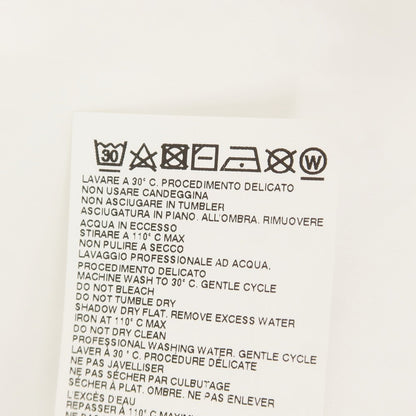 30 W
LAVARE A 30° C. PROCEDIMENTO DELICATO
NON USARE CANDEGGINA
NON ASCIUGARE IN TUMBLER
ASCIUGATURA IN PIANO. ALL'OMBRA. RIMUOVERE
ACQUA IN ECCESSO
STIRARE A 110° C MAX
NON PULIRE A SECCO
LAVAGGIO PROFESSIONALE AD ACQUA,
PROCEDIMENTO DELICATO
MACHINE WASH TO 30° C. GENTLE CYCLE
DO NOT BLEACH
DO NOT TUMBLE DRY
SHADOW DRY FLAT. REMOVE EXCESS WATER
IRON AT 110° C MAX
DO NOT DRY CLEAN
PROFESSIONAL WASHING WATER. GENTLE CYCLE
LAVER À 30 ° C. PROCÉDURE DÉLICATE
NE PAS JAVELLISER
NE PAS SÉCHER PAR CULBUTAGE
SÉCHER À PLAT. OMBRE. NE PAS ENLEVER
L'EXCÈS D'EAU
REPASSER À 110° C